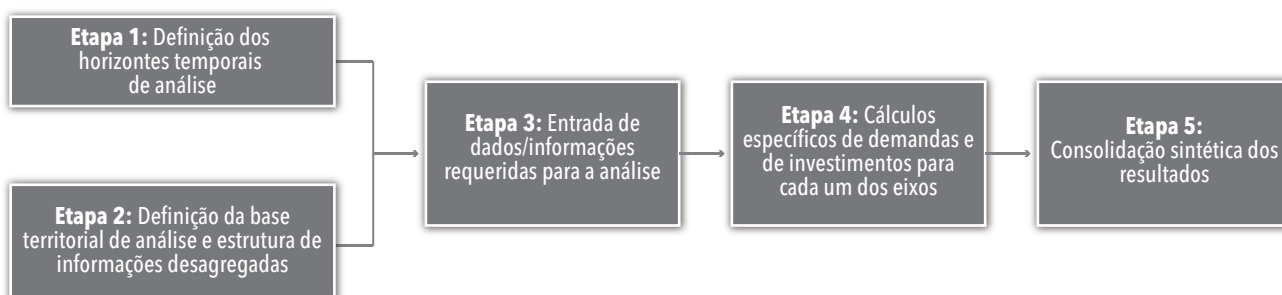 Etapa 1: Definição dos
horizontes temporais
de análise
Etapa 2: Definição da base
territorial de análise e estrutura de
informações desagregadas
Etapa 3: Entrada de
dados/informações
requeridas para a análise
Etapa 4: Cálculos
específicos de demandas e
de investimentos para
cada um dos eixos
Etapa 5:
Consolidação sintética dos
resultados